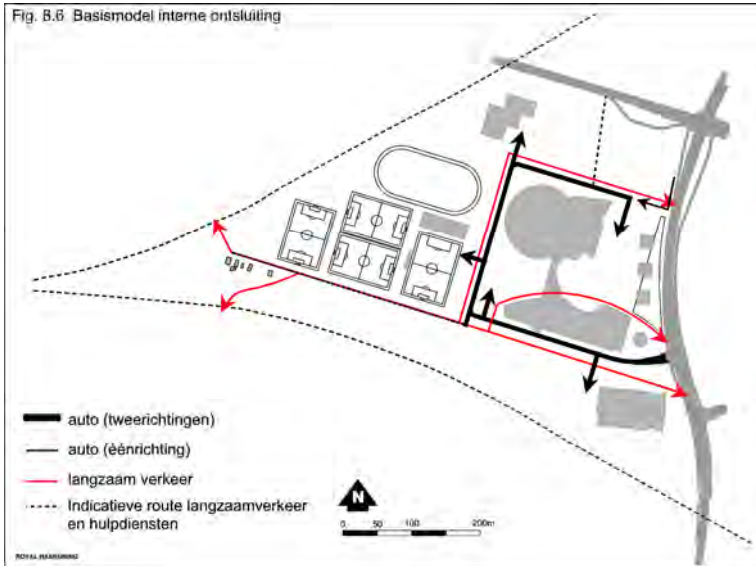 Fig. 8.6 Basismodel interne ontsluiting
auto (tweerichtingen)
auto (éénrichting)
langzaam verkeer
Indicatieve route langzaamverkeer
en hulpdiensten
N
0 50 100 200m
ROYAL HASKONING